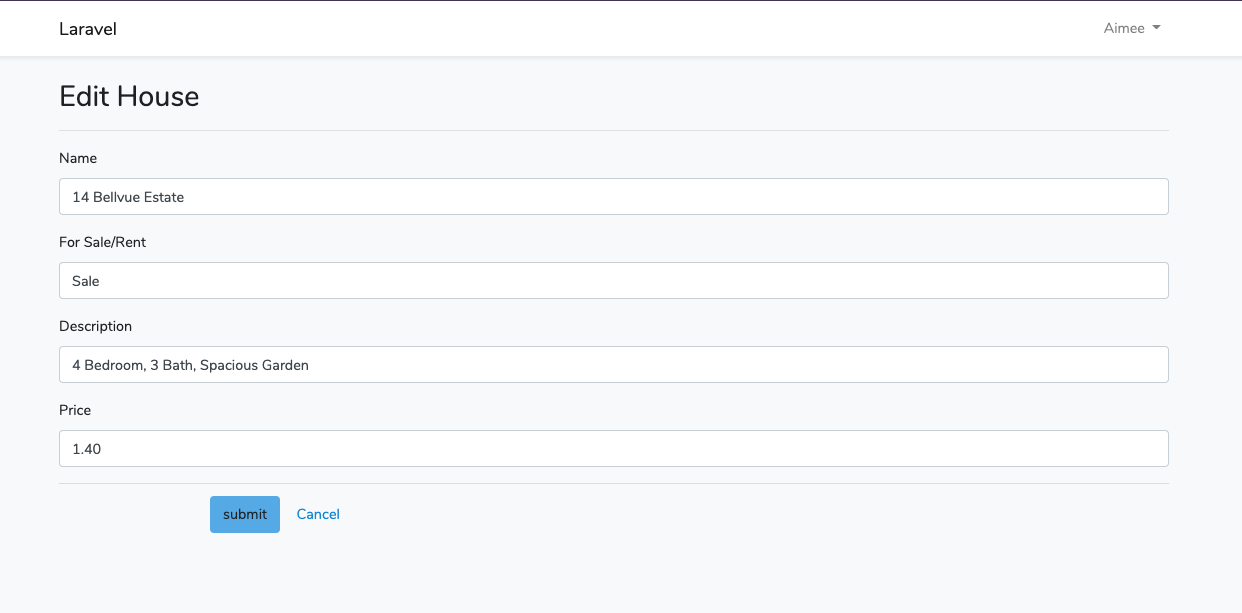 Laravel
Aimee
Edit House
Name
14 Bellvue Estate
For Sale/Rent
Sale
Description
4 Bedroom, 3 Bath, Spacious Garden
Price
1.40
submit Cancel